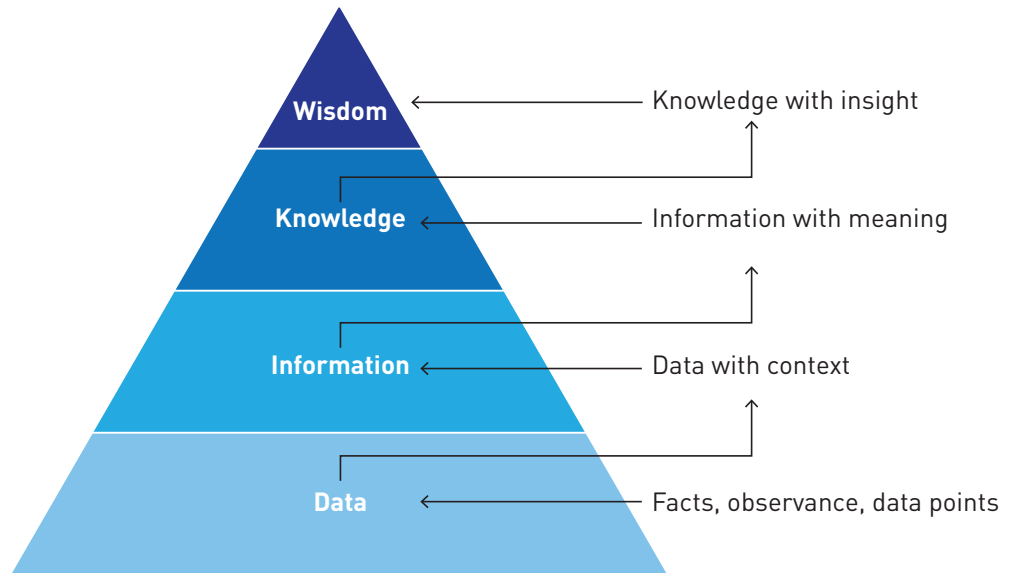 Wisdom
Knowledge with insight
Knowledge
Information with meaning
Information
Data with context
Data
Facts, observance, data points